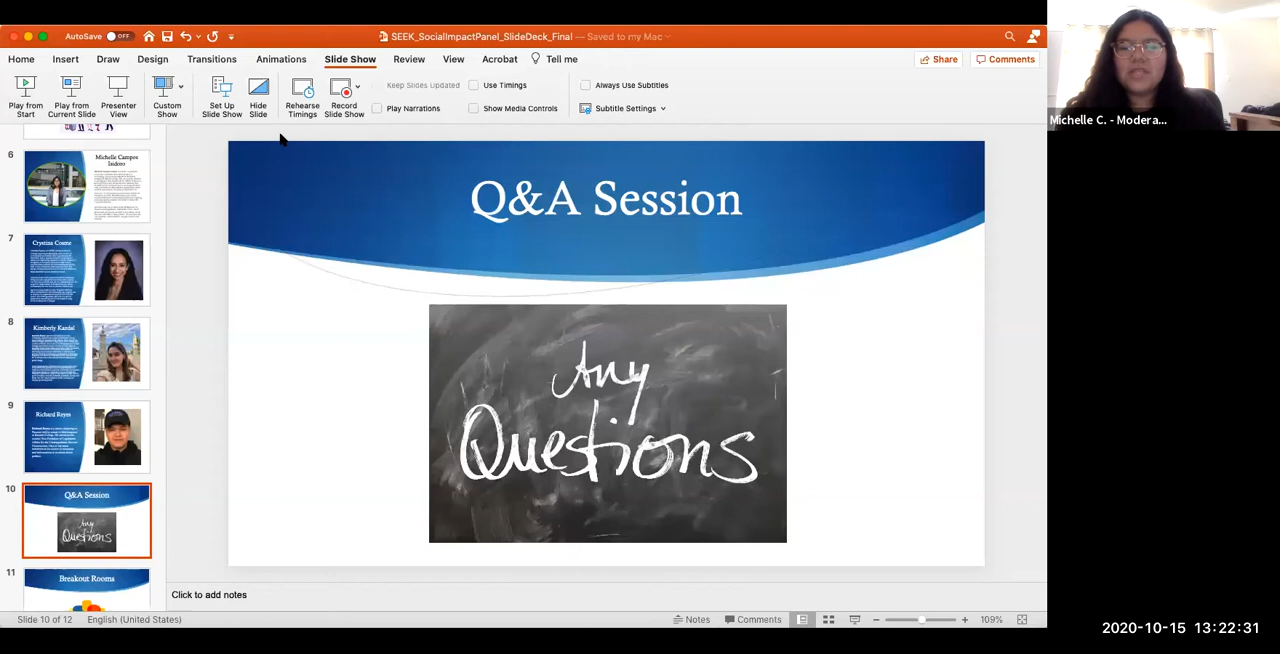 AutoSave OFF SEEK_SocialImpactPanel_SlideDeck_Final — Saved to my Mac
Home Insert Draw Design Transitions Animations Slide Show Review View Acrobat Tell me Share Comments
Play from Start
Play from Current Slide
Presenter View
Custom Show
Set Up Slide Show
Hide Slide
Rehearse Timings
Record Slide Show
Keep Slides Updated Use Timings Always Use Subtitles
Play Narrations Show Media Controls Subtitle Settings
Michelle C. - Modera...
6
Michelle Campos
Isidoro
7
Crystina Cosme
8
Kimberly Kandal
9
Richard Reyes
10
Q&A Session
Any
Questions
11
Breakout Rooms
Q&A Session
Any
Questions
Click to add notes
Slide 10 of 12 English (United States) Notes Comments 109%
2020-10-15 13:22:31